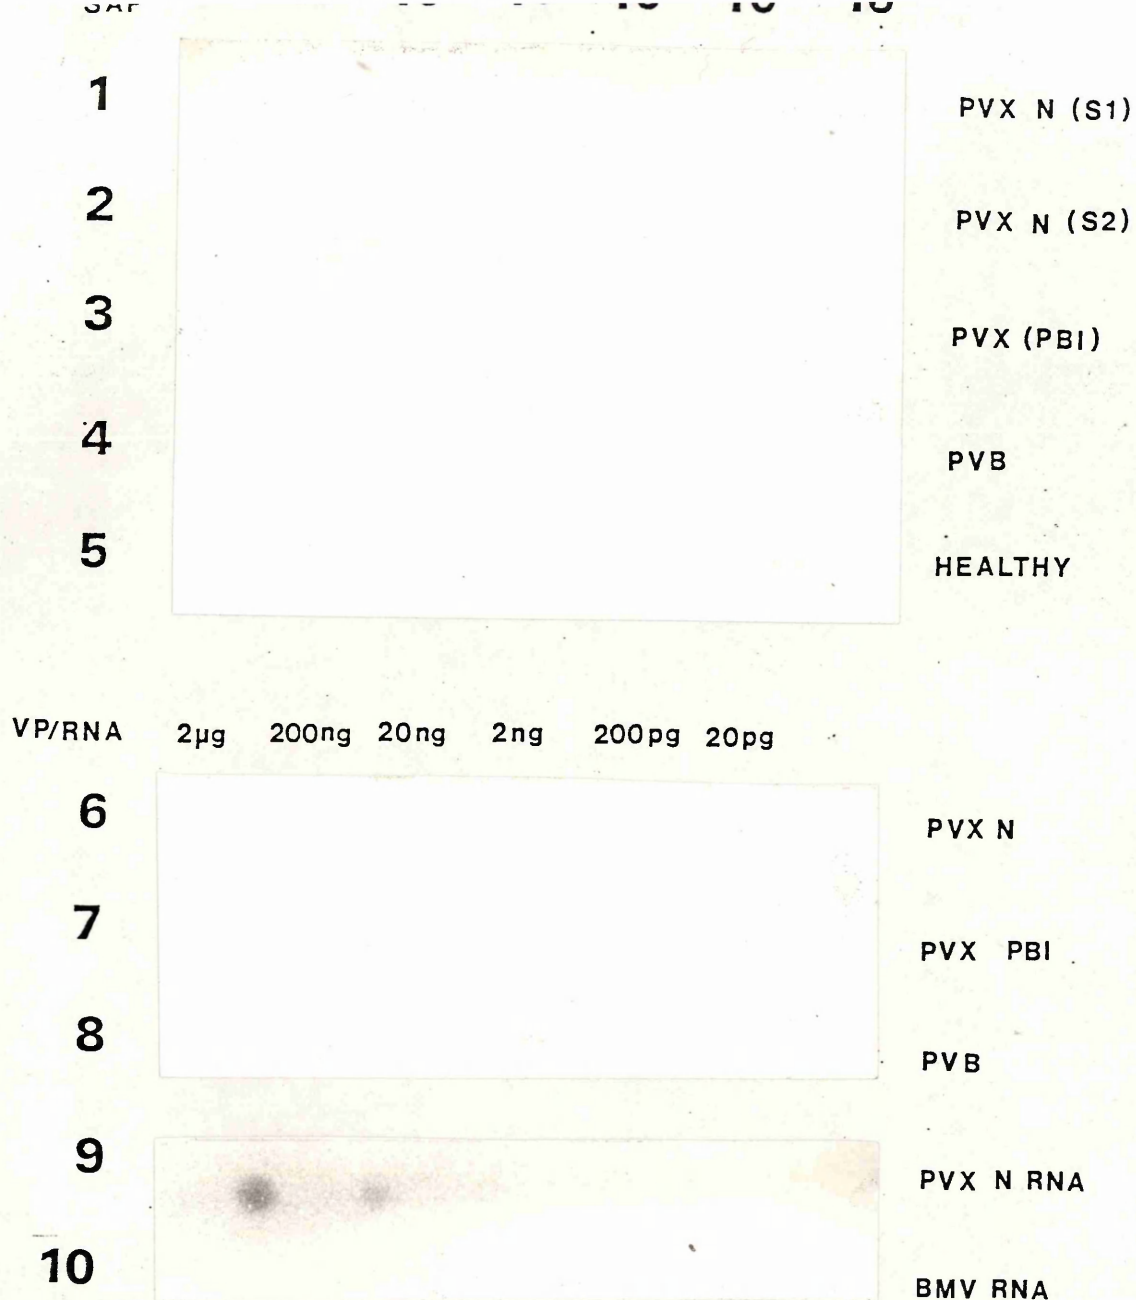 SAP
1 PVX N (S1)
2 PVX N (S2)
3 PVX (PBI)
4 PVB
5 HEALTHY
VP/RNA 2µg 200ng 20ng 2ng 200pg 20pg
6 PVX N
7 PVX PBI
8 PVB
9 PVX N RNA
10 BMV RNA